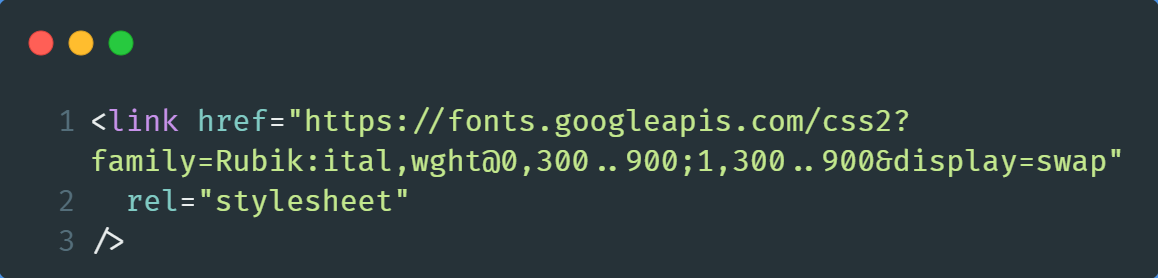 1 <link href="https://fonts.googleapis.com/css2?
family=Rubik:ital,wght@0,300..900;1,300..900&display=swap"
2   rel="stylesheet"
3 />